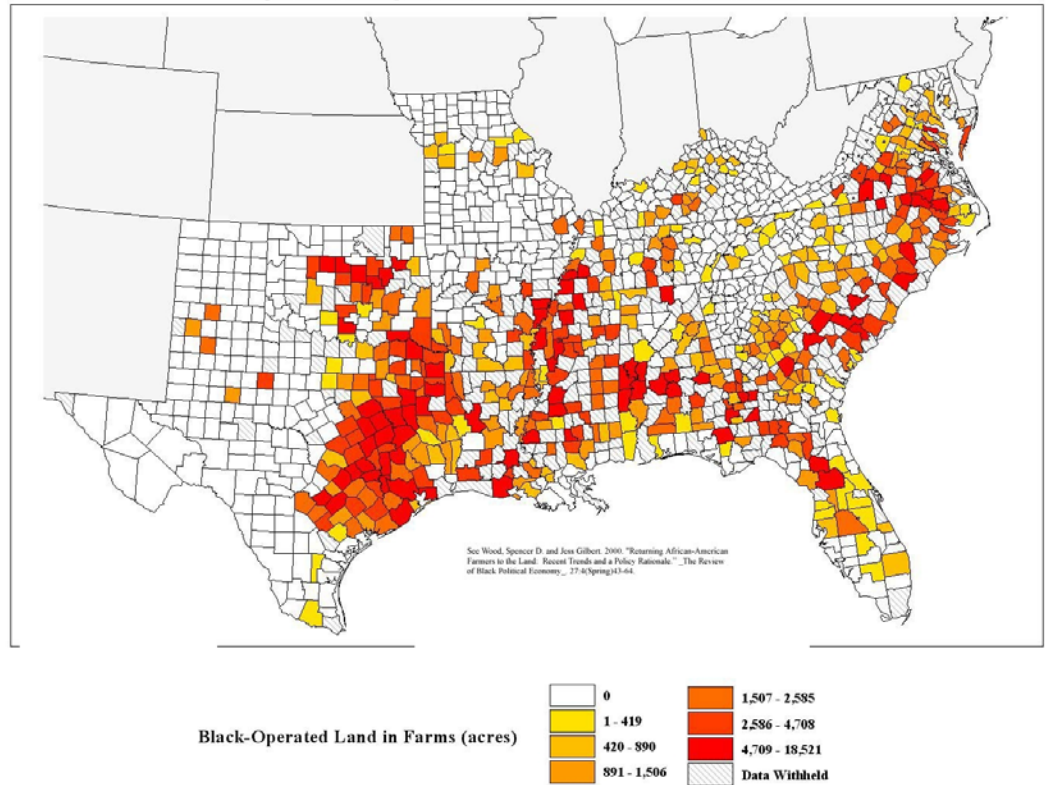 See Wood, Spencer D. and Jess Gilbert. 2000. "Returning African-American
Farmers to the Land: Recent Trends and a Policy Rationale." _The Review
of Black Political Economy_. 27:4(Spring)43-64.
Black-Operated Land in Farms (acres)
0
1 - 419
420 - 890
891 - 1,506
1,507 - 2,585
2,586 - 4,708
4,709 - 18,521
Data Withheld